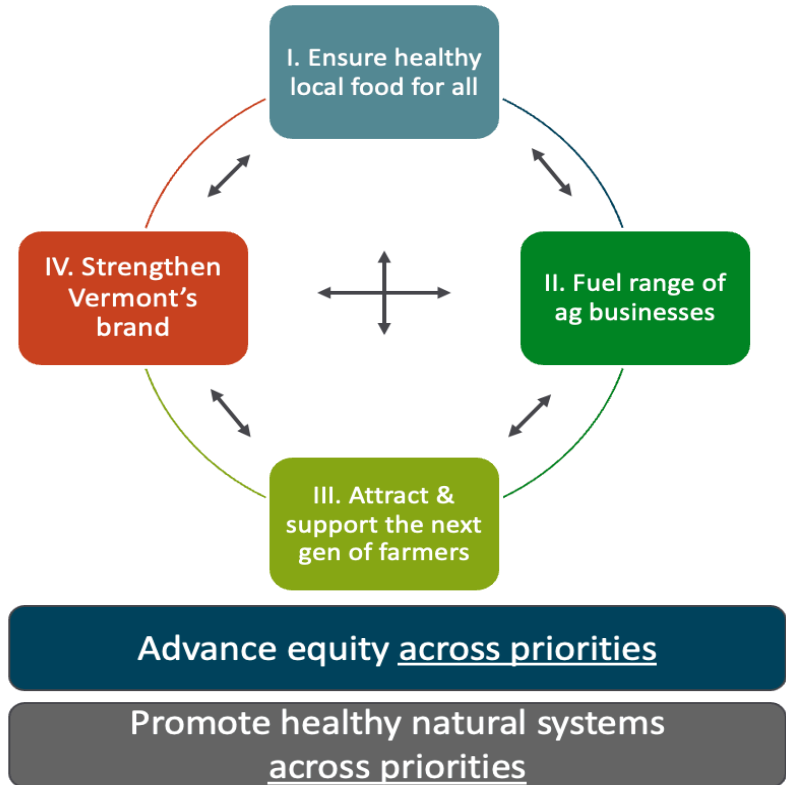 I. Ensure healthy
local food for all
IV. Strengthen
Vermont’s
brand
II. Fuel range of
ag businesses
III. Attract &
support the next
gen of farmers
Advance equity across priorities
Promote healthy natural systems
across priorities